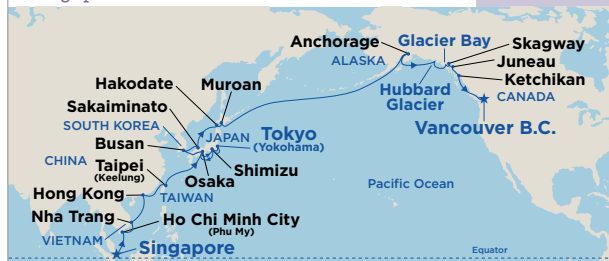 Anchorage
Glacier Bay
Skagway
ALASKA
Juneau
Ketchikan
Hubbard
Glacier
CANADA
Vancouver B.C.
Hakodate
Muroan
Sakaiminato
SOUTH KOREA
JAPAN
Tokyo
(Yokohama)
Busan
CHINA
Taipei
(Keelung)
Shimizu
Osaka
Pacific Ocean
Hong Kong
TAIWAN
Nha Trang
Ho Chi Minh City
(Phu My)
VIETNAM
Singapore
Equator